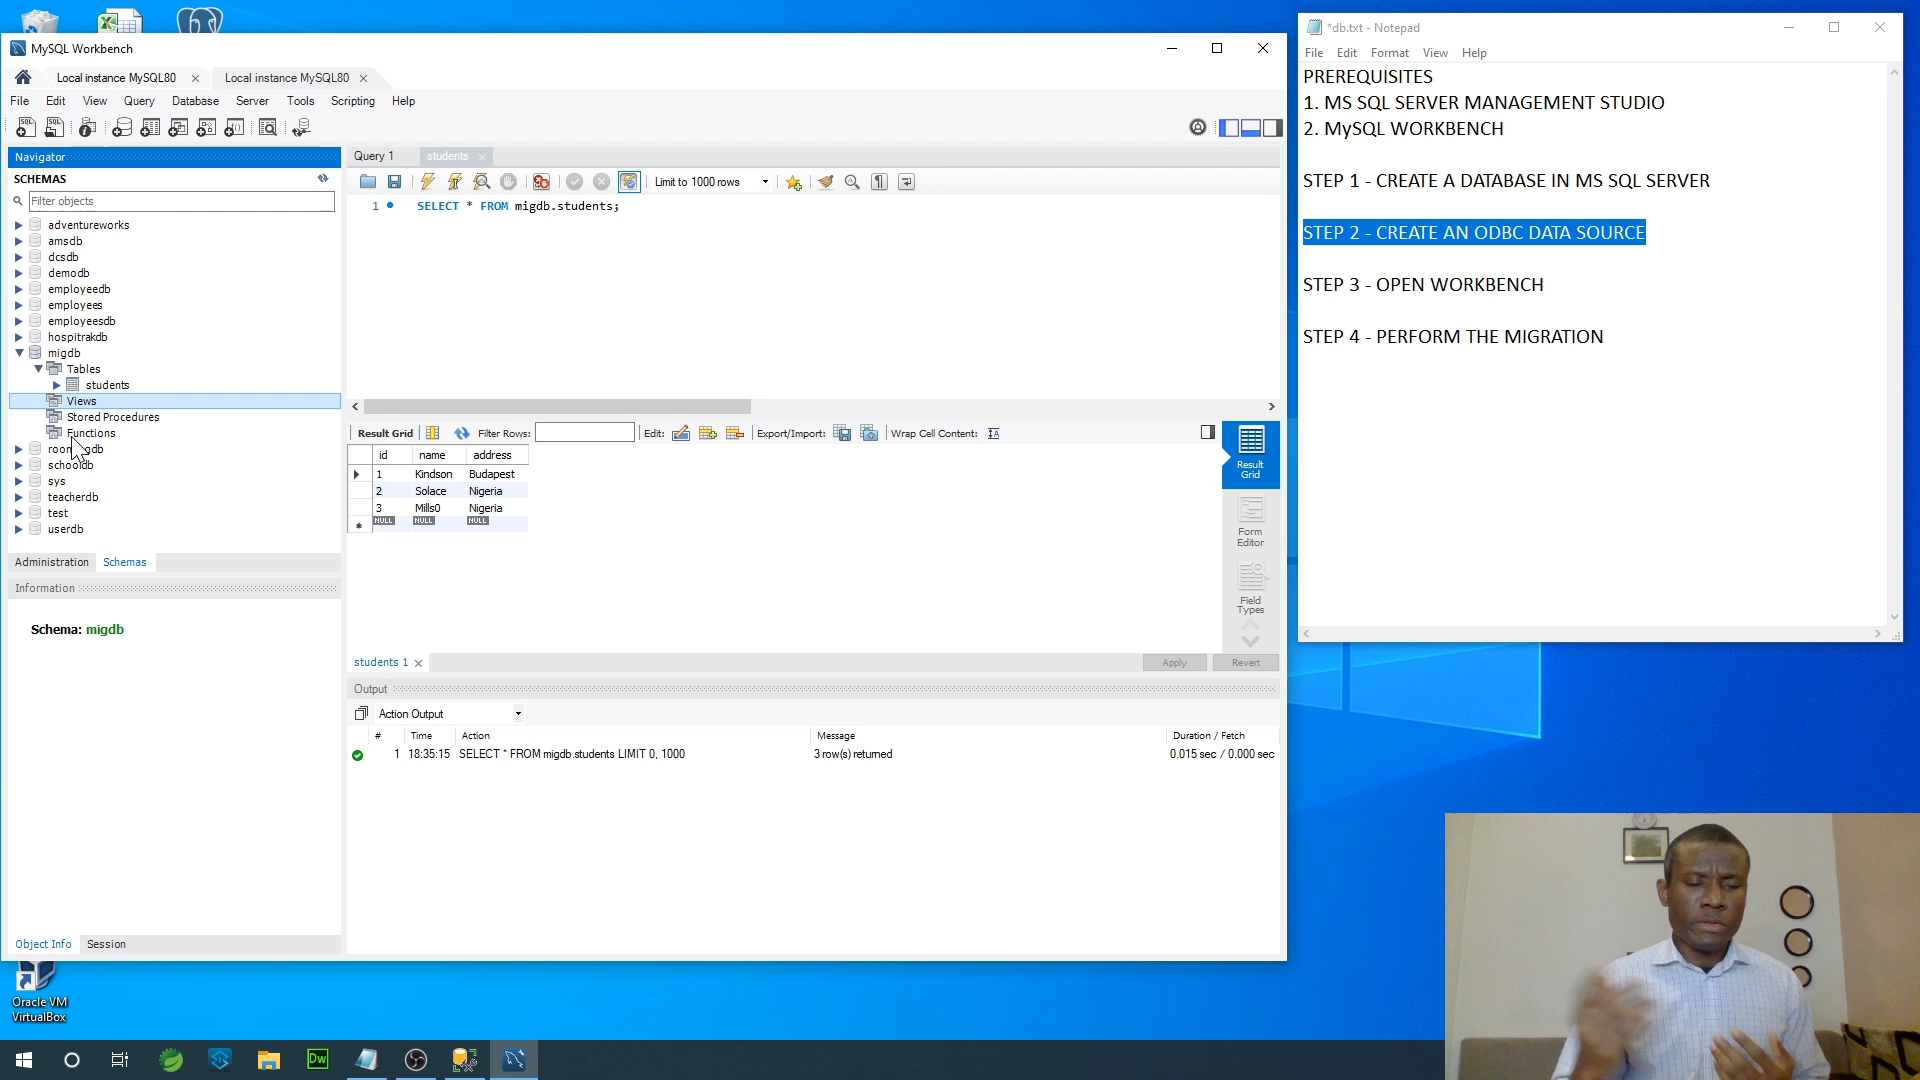 MySQL Workbench
Local instance MySQL80
Local instance MySQL80
File Edit View Query Database Server Tools Scripting Help
Navigator
SCHEMAS
Filter objects
adventureworks
amsdb
dcsdb
demodb
employeedb
employees
employeesdb
hospitrakdb
migdb
Tables
students
Views
Stored Procedures
Functions
schooldb
sys
teacherdb
test
userdb
Administration Schemas
Information
Schema: migdb
Object Info Session
Query 1 students
Limit to 1000 rows
1 SELECT * FROM migdb.students;
Result Grid Filter Rows: Edit: Export/Import: Wrap Cell Content:
id name address
1 Kindson Budapest
2 Solace Nigeria
3 Mills0 Nigeria
NULL NULL NULL
Result Grid
Form Editor
Field Types
students 1
Apply Revert
Output
Action Output
# Time Action Message Duration / Fetch
1 18:35:15 SELECT * FROM migdb.students LIMIT 0, 1000 3 row(s) returned 0.015 sec / 0.000 sec
*db.txt - Notepad
File Edit Format View Help
PREREQUISITES
1. MS SQL SERVER MANAGEMENT STUDIO
2. MySQL WORKBENCH
STEP 1 - CREATE A DATABASE IN MS SQL SERVER
STEP 2 - CREATE AN ODBC DATA SOURCE
STEP 3 - OPEN WORKBENCH
STEP 4 - PERFORM THE MIGRATION
Oracle VM
VirtualBox
Dw